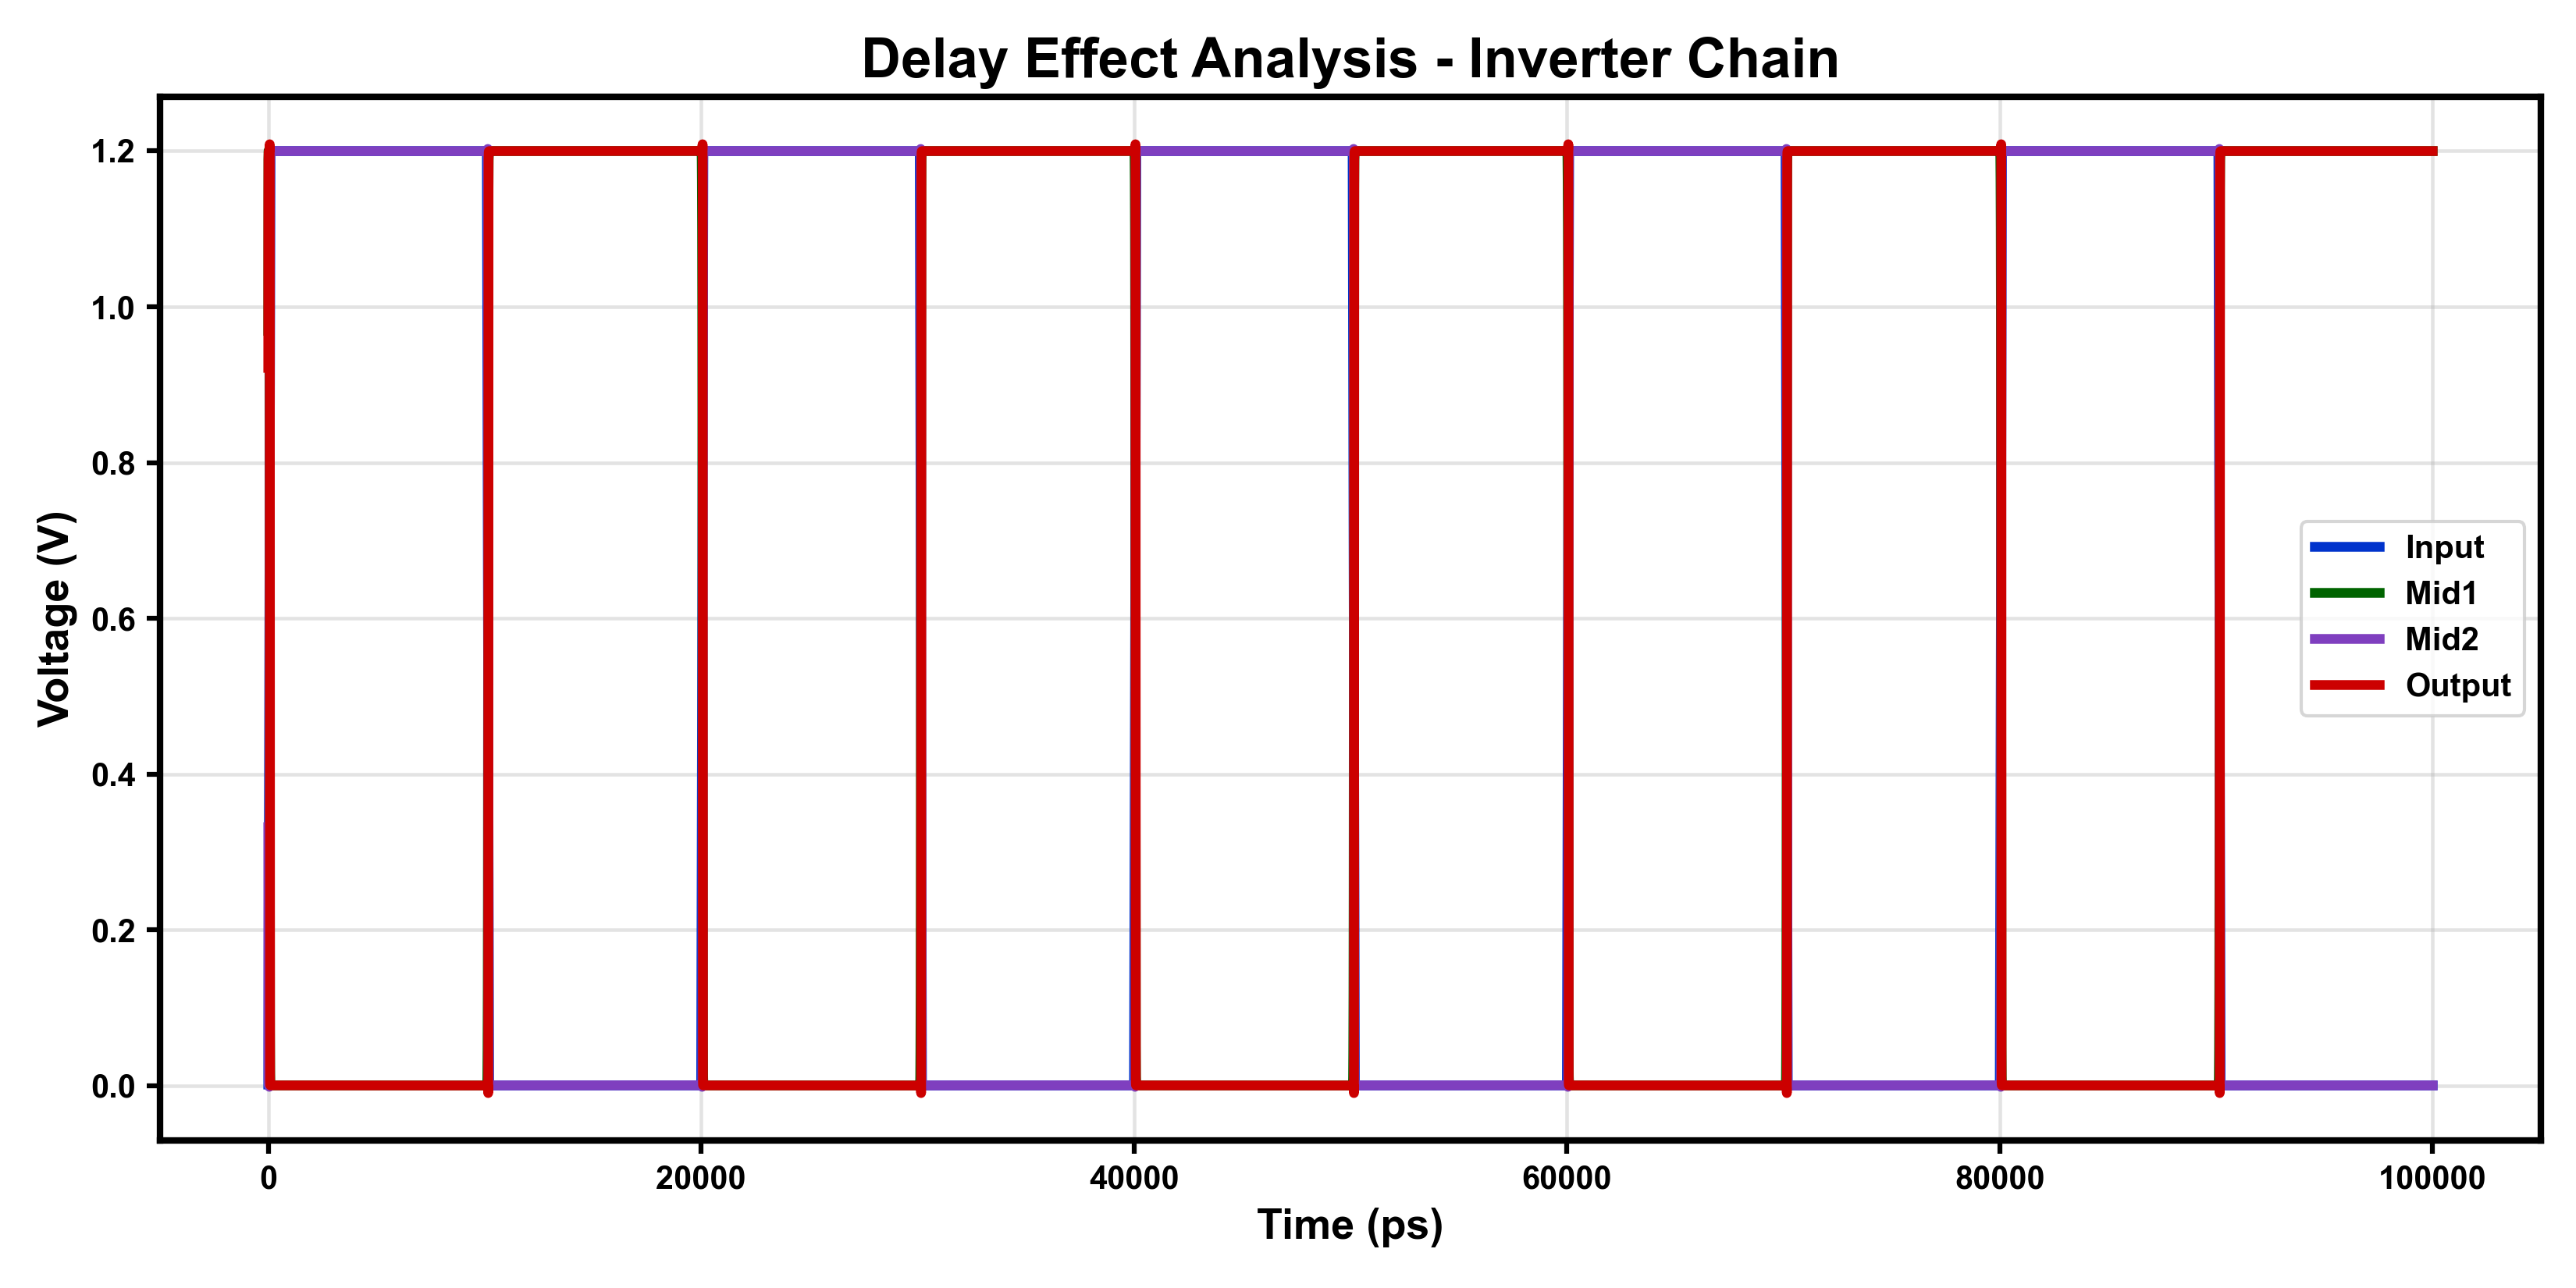 Delay Effect Analysis - Inverter Chain
Voltage (V)
1.2
1.0
0.8
0.6
0.4
0.2
0.0
Input
Mid1
Mid2
Output
0 20000 40000 60000 80000 100000
Time (ps)